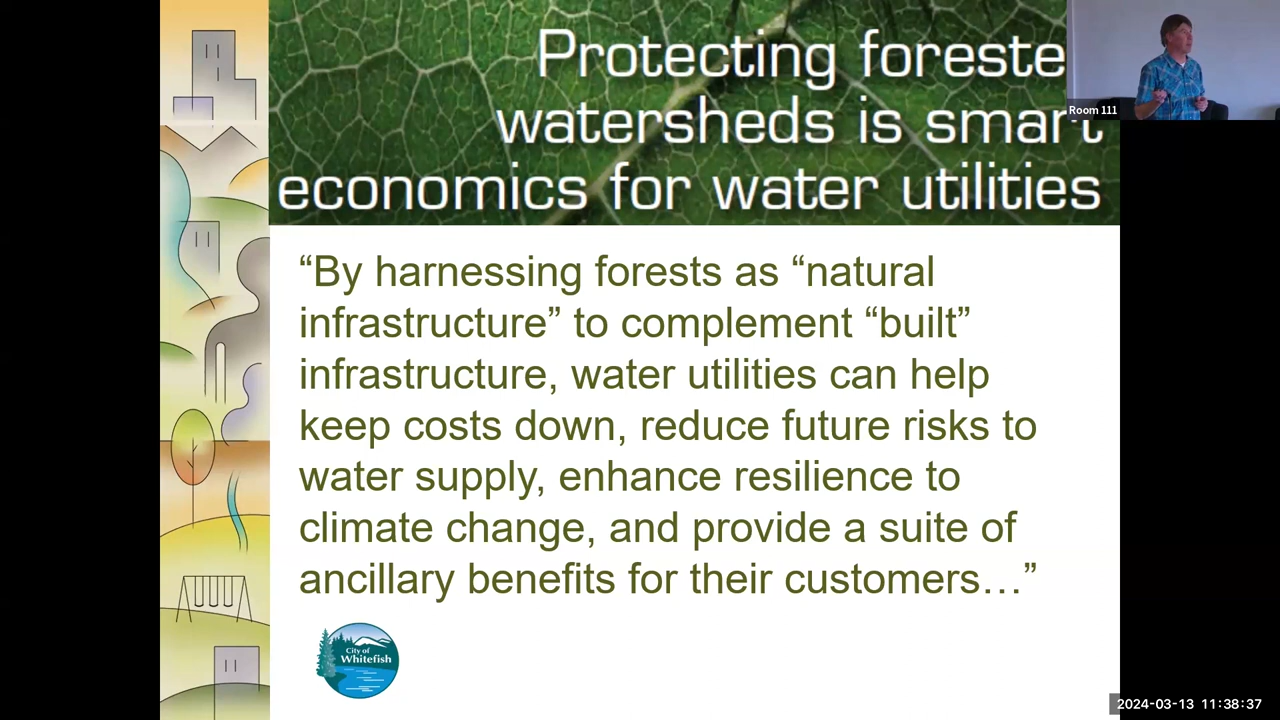 Protecting foreste
watersheds is smart
economics for water utilities
Room 111
“By harnessing forests as “natural
infrastructure” to complement “built”
infrastructure, water utilities can help
keep costs down, reduce future risks to
water supply, enhance resilience to
climate change, and provide a suite of
ancillary benefits for their customers…”
City of
Whitefish
2024-03-13 11:38:37